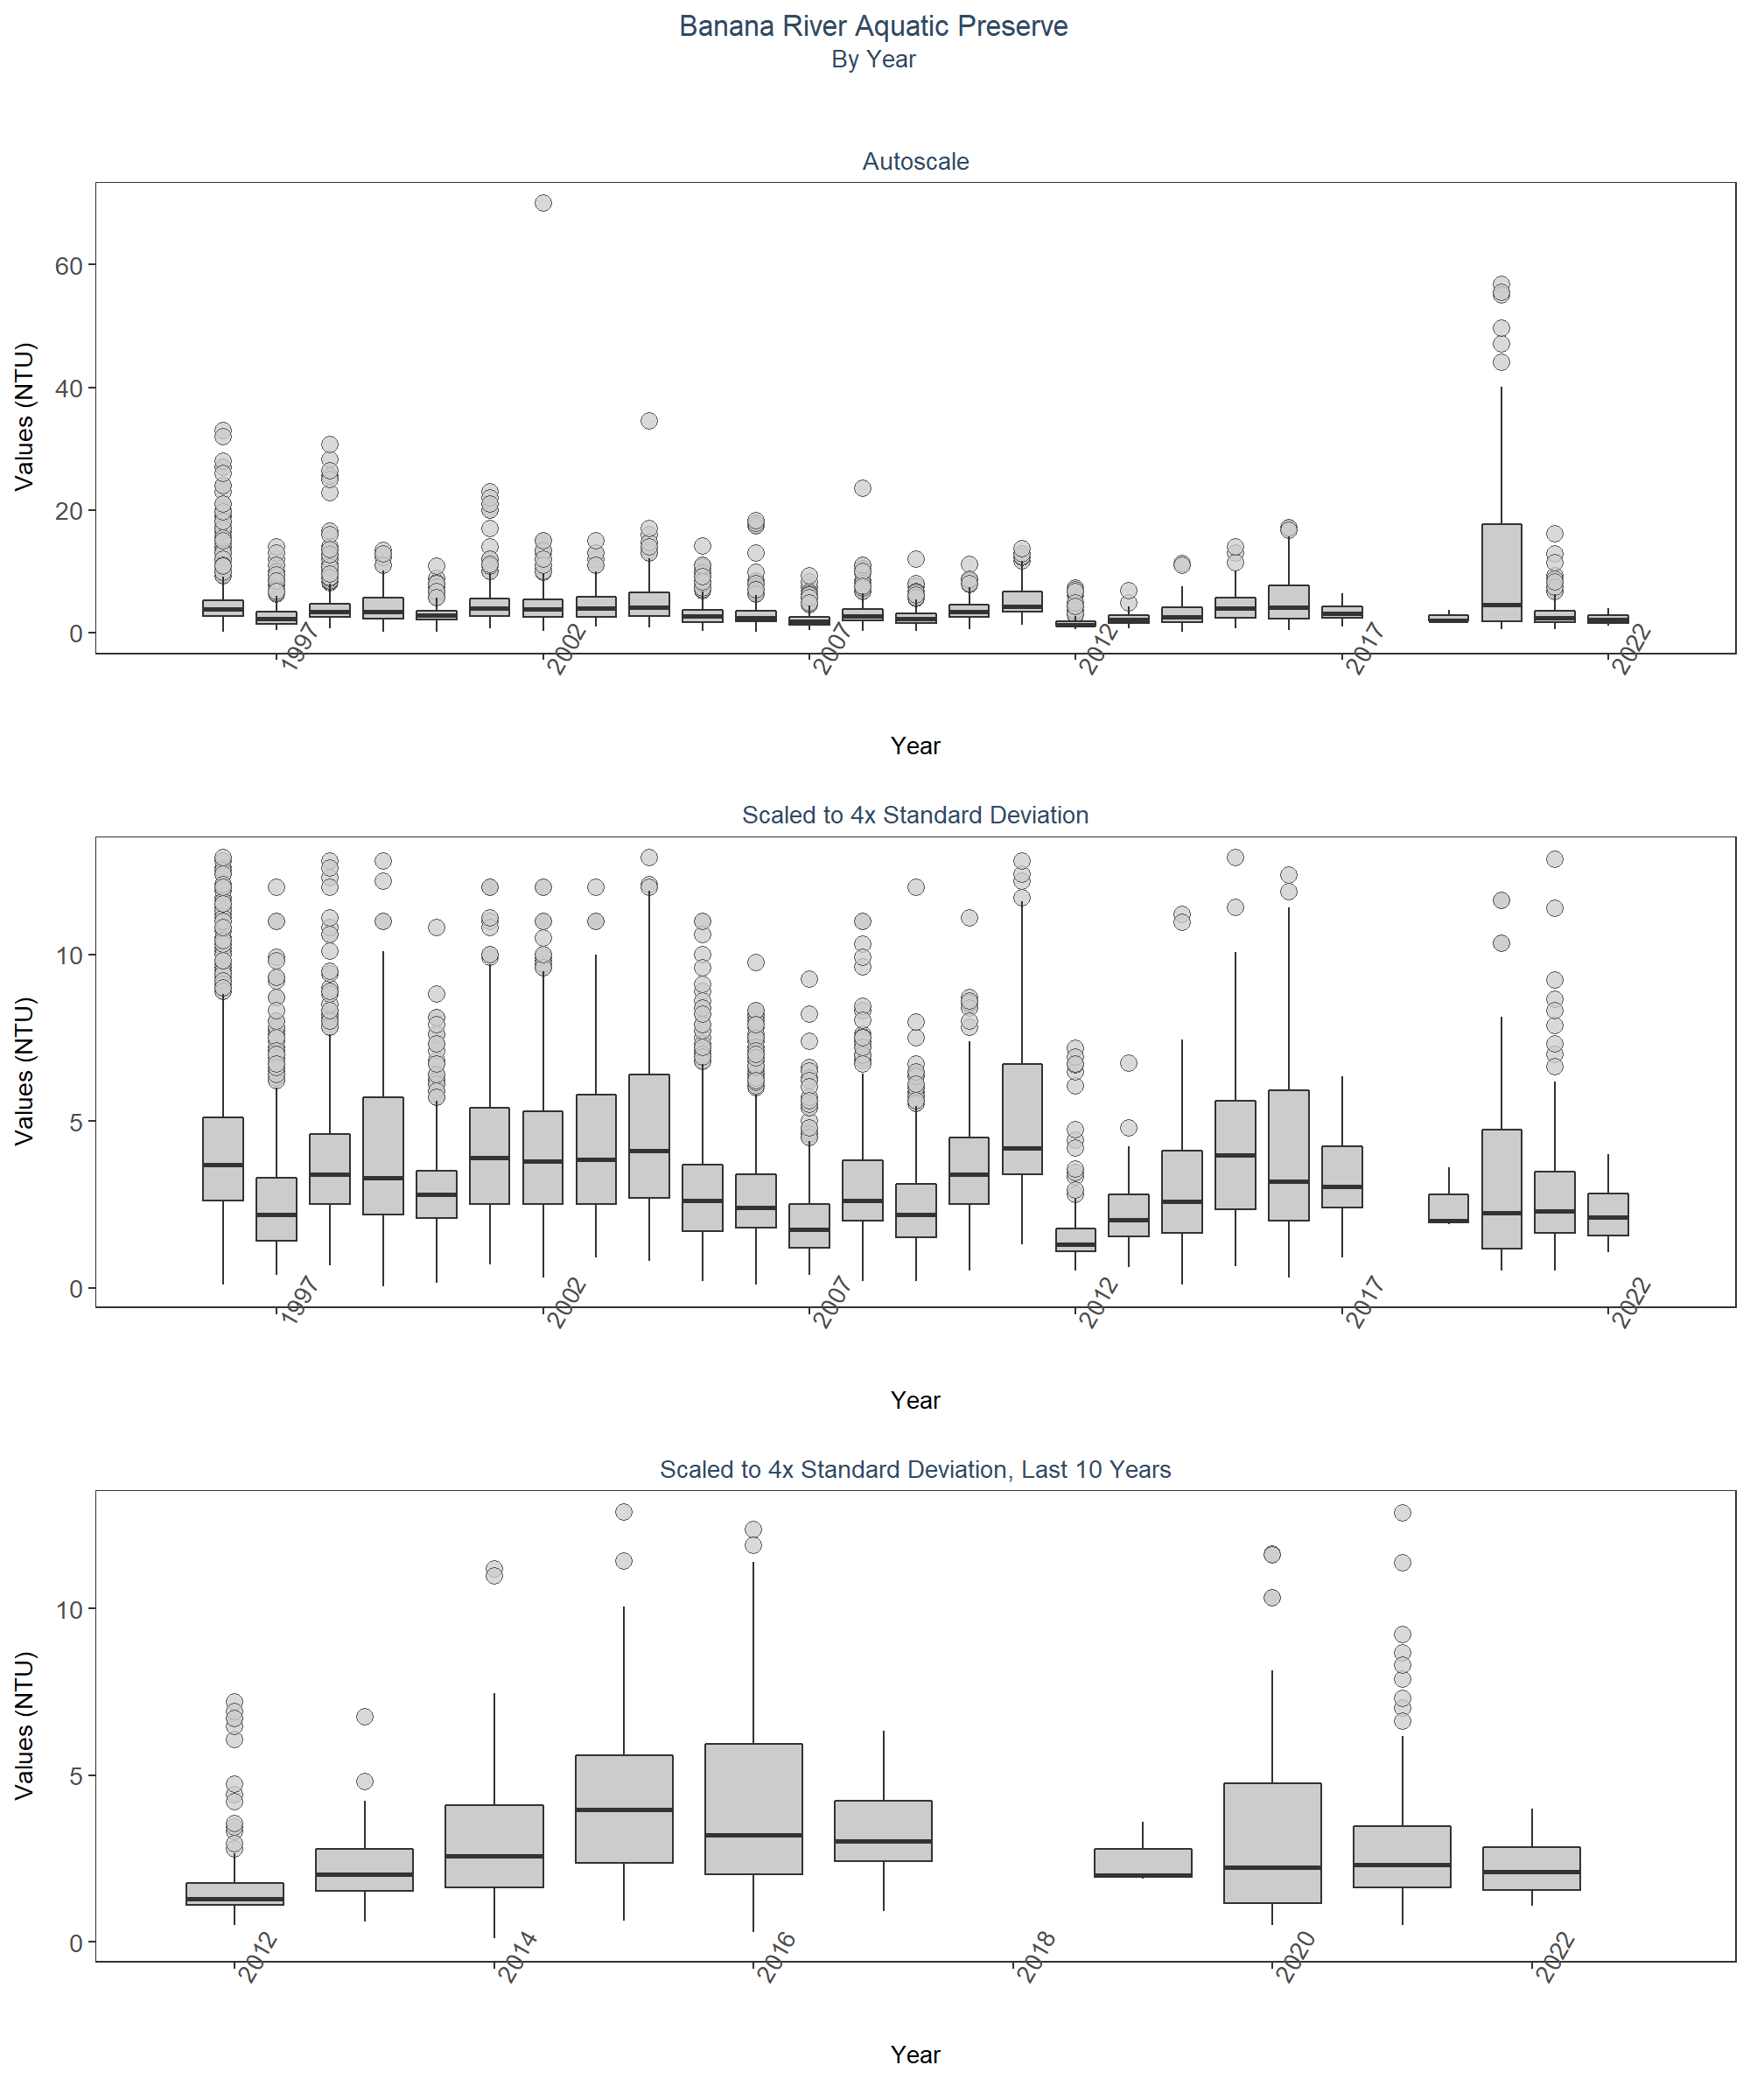 Banana River Aquatic Preserve
By Year
Autoscale
Values (NTU)
60
40
20
0
1997
2002
2007
2012
2017
2022
Year
Scaled to 4x Standard Deviation
Values (NTU)
10
5
0
1997
2002
2007
2012
2017
2022
Year
Scaled to 4x Standard Deviation, Last 10 Years
Values (NTU)
10
5
0
2012
2014
2016
2018
2020
2022
Year